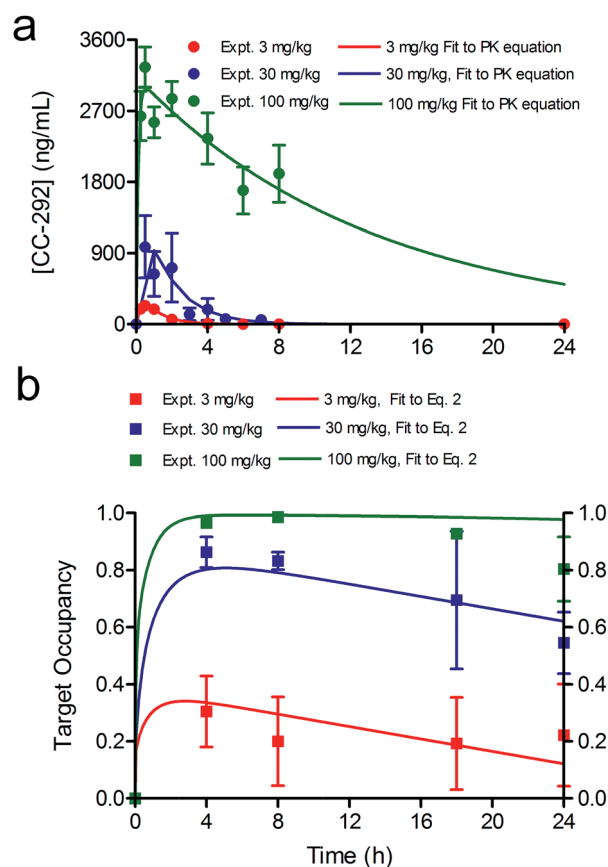 a
Expt. 3 mg/kg 3 mg/kg Fit to PK equation
Expt. 30 mg/kg 30 mg/kg, Fit to PK equation
Expt. 100 mg/kg 100 mg/kg Fit to PK equation
[CC-292] (ng/mL)
3600
2700
1800
900
0
0 4 8 12 16 20 24
b
Expt. 3 mg/kg 3 mg/kg, Fit to Eq. 2
Expt. 30 mg/kg 30 mg/kg, Fit to Eq. 2
Expt. 100 mg/kg 100 mg/kg, Fit to Eq. 2
Target Occupancy
1.0 1.0
0.8 0.8
0.6 0.6
0.4 0.4
0.2 0.2
0.0 0.0
0 4 8 12 16 20 24
Time (h)